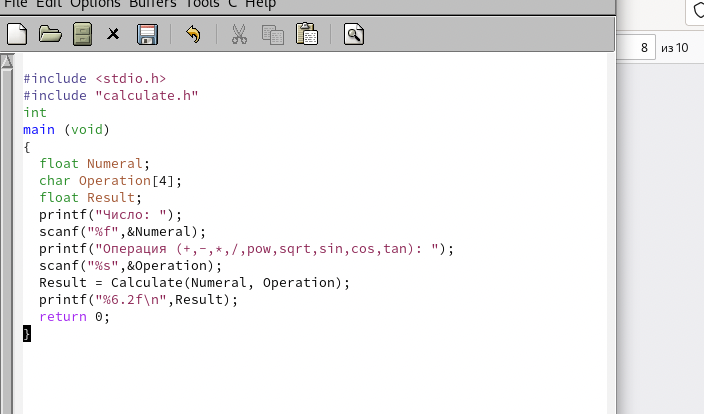 File Edit Options Buffers Tools C Help
8 из 10
#include <stdio.h>
#include "calculate.h"
int
main (void)
{
  float Numeral;
  char Operation[4];
  float Result;
  printf("Число: ");
  scanf("%f",&Numeral);
  printf("Операция (+,-,*,/,pow,sqrt,sin,cos,tan): ");
  scanf("%s",&Operation);
  Result = Calculate(Numeral, Operation);
  printf("%6.2f\n",Result);
  return 0;
}